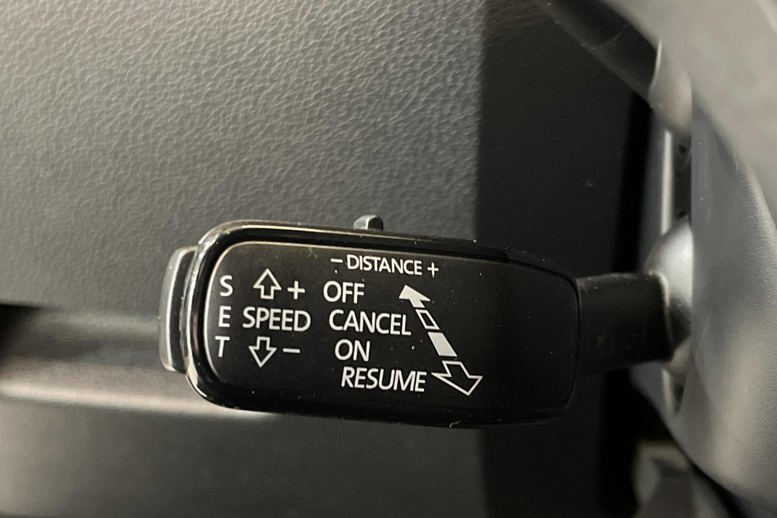 − DISTANCE +
S + OFF
E SPEED CANCEL
T − ON
RESUME